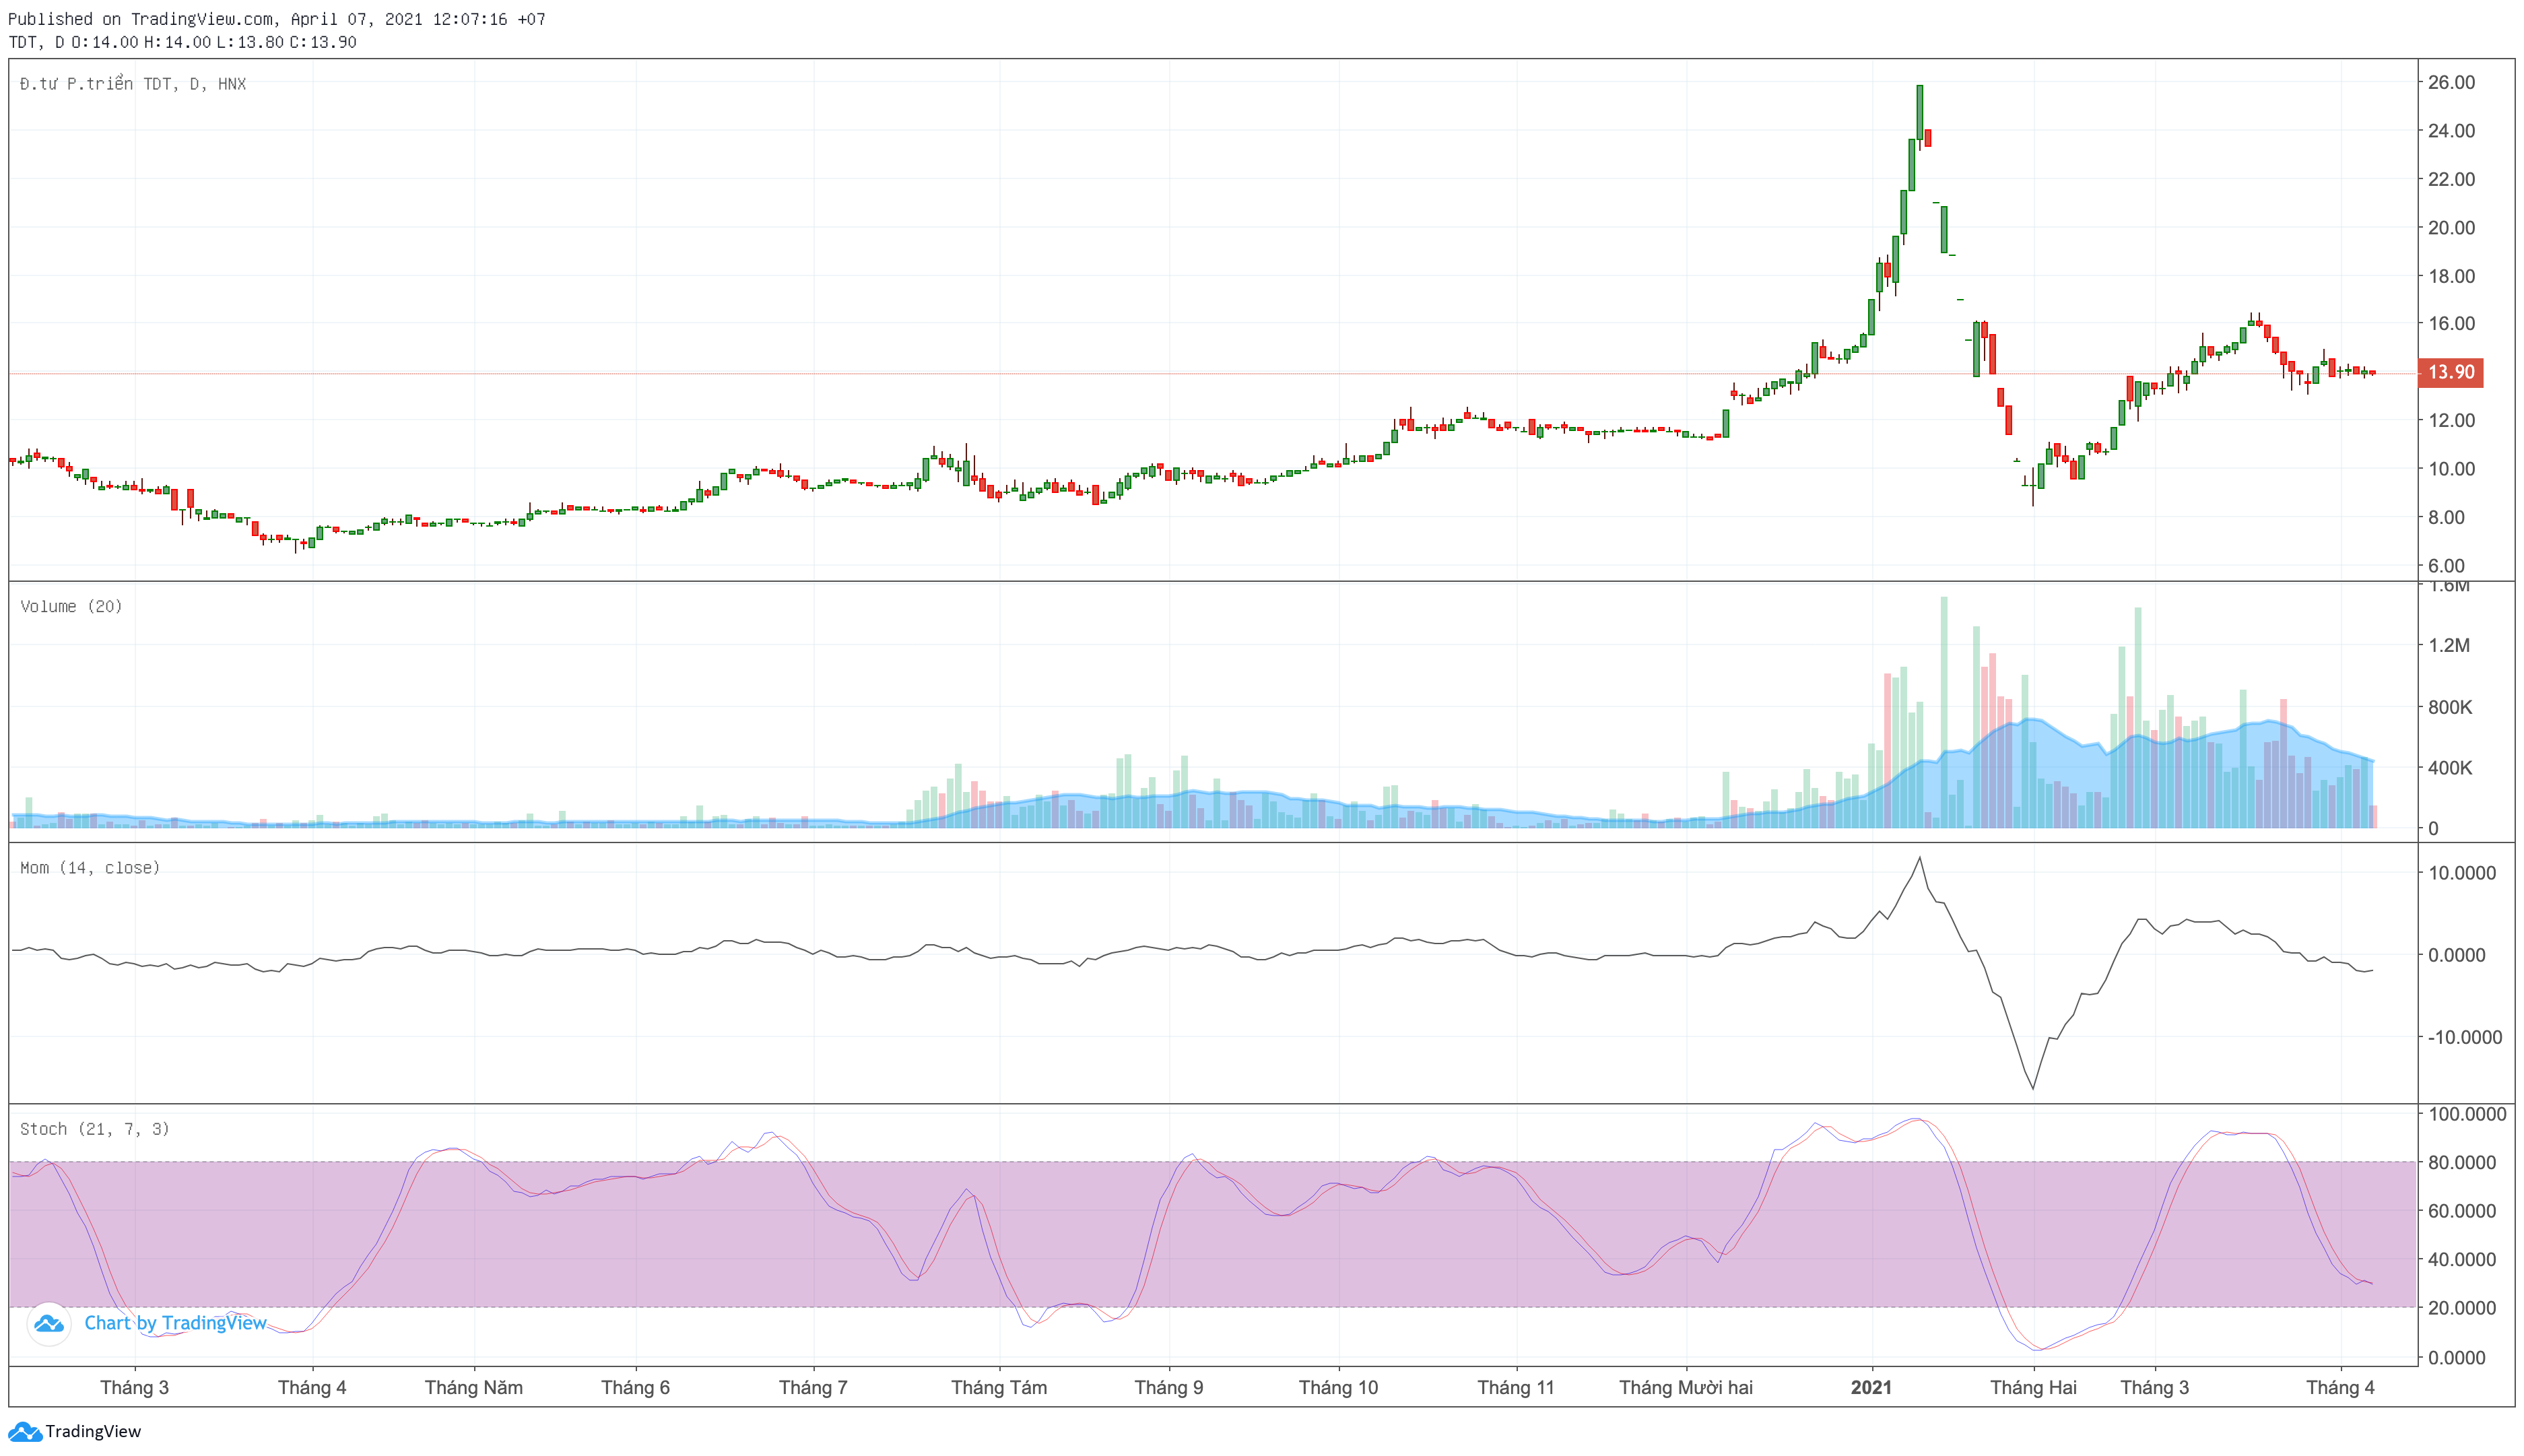 Published on TradingView.com, April 07, 2021 12:07:16 +07
TDT, D O:14.00 H:14.00 L:13.80 C:13.90
Đ.tư P.triển TDT, D, HNX
26.00
24.00
22.00
20.00
18.00
16.00
13.90
12.00
10.00
8.00
6.00
Volume (20)
1.6M
1.2M
800K
400K
0
Mom (14, close)
10.0000
0.0000
-10.0000
Stoch (21, 7, 3)
100.0000
80.0000
60.0000
40.0000
20.0000
0.0000
Chart by TradingView
Tháng 3 Tháng 4 Tháng Năm Tháng 6 Tháng 7 Tháng Tám Tháng 9 Tháng 10 Tháng 11 Tháng Mười hai 2021 Tháng Hai Tháng 3 Tháng 4
TradingView